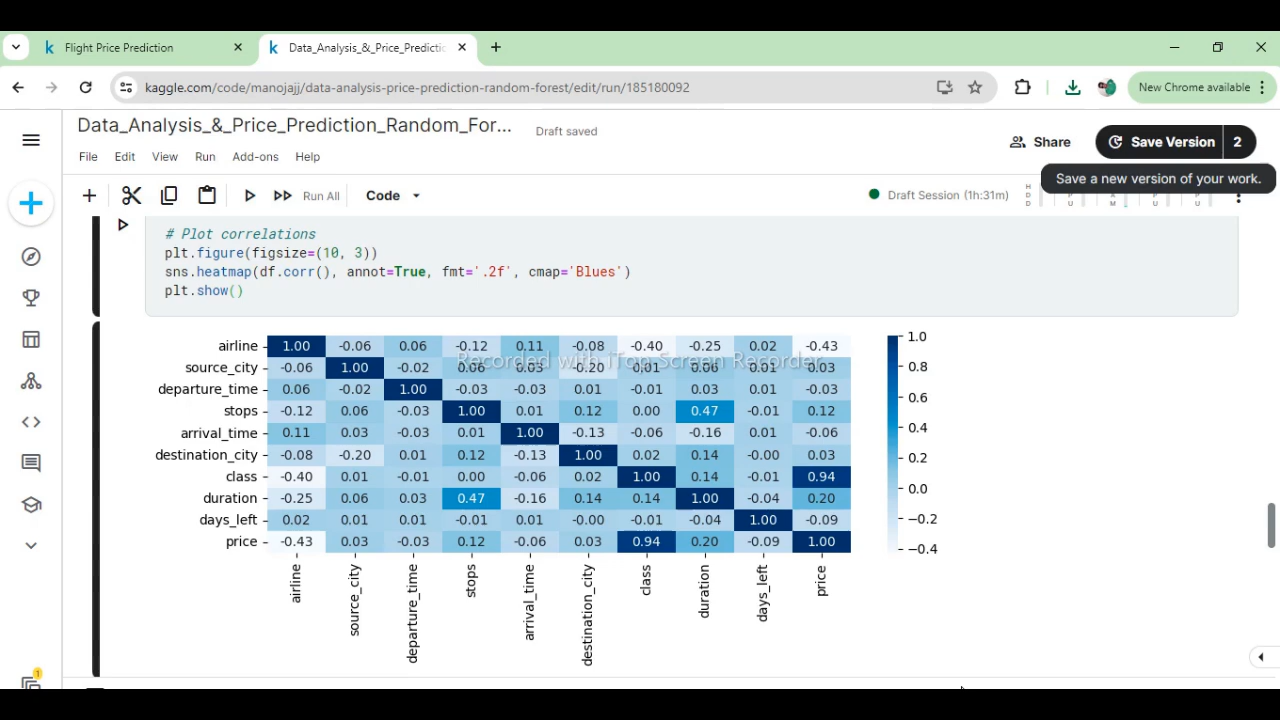 Flight Price Prediction
Data_Analysis_&_Price_Predictic
kaggle.com/code/manojajj/data-analysis-price-prediction-random-forest/edit/run/185180092
New Chrome available
Data_Analysis_&_Price_Prediction_Random_For...
Draft saved
Share
Save Version
2
File Edit View Run Add-ons Help
Save a new version of your work.
Run All
Code
Draft Session (1h:31m)
# Plot correlations
plt.figure(figsize=(10, 3))
sns.heatmap(df.corr(), annot=True, fmt='.2f', cmap='Blues')
plt.show()
Recorded with iTop Screen Recorder
airline 1.00 -0.06 0.06 -0.12 0.11 -0.08 -0.40 -0.25 0.02 -0.43
source_city -0.06 1.00 -0.02 0.06 0.03 -0.20 0.01 0.06 0.01 0.03
departure_time 0.06 -0.02 1.00 -0.03 -0.03 0.01 -0.01 0.03 0.01 -0.03
stops -0.12 0.06 -0.03 1.00 0.01 0.12 0.00 0.47 -0.01 0.12
arrival_time 0.11 0.03 -0.03 0.01 1.00 -0.13 -0.06 -0.16 0.01 -0.06
destination_city -0.08 -0.20 0.01 0.12 -0.13 1.00 0.02 0.14 -0.00 0.03
class -0.40 0.01 -0.01 0.00 -0.06 0.02 1.00 0.14 -0.01 0.94
duration -0.25 0.06 0.03 0.47 -0.16 0.14 0.14 1.00 -0.04 0.20
days_left 0.02 0.01 0.01 -0.01 0.01 -0.00 -0.01 -0.04 1.00 -0.09
price -0.43 0.03 -0.03 0.12 -0.06 0.03 0.94 0.20 -0.09 1.00
airline source_city departure_time stops arrival_time destination_city class duration days_left price
1.0
0.8
0.6
0.4
0.2
0.0
−0.2
−0.4
1